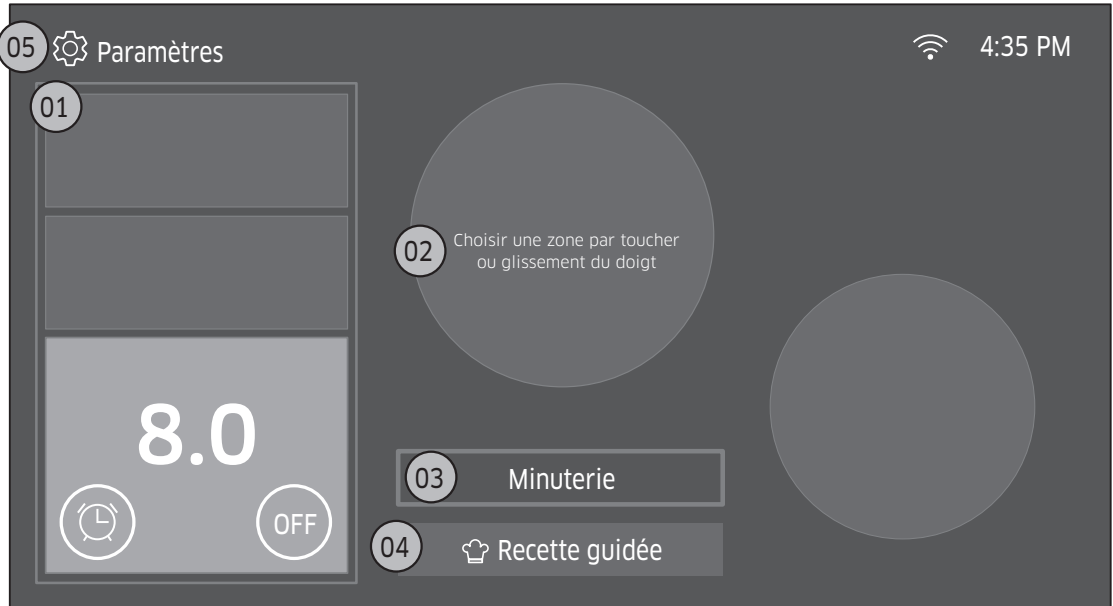 05 Paramètres 4:35 PM
01
02 Choisir une zone par toucher
ou glissement du doigt
8.0
OFF
03 Minuterie
04 Recette guidée